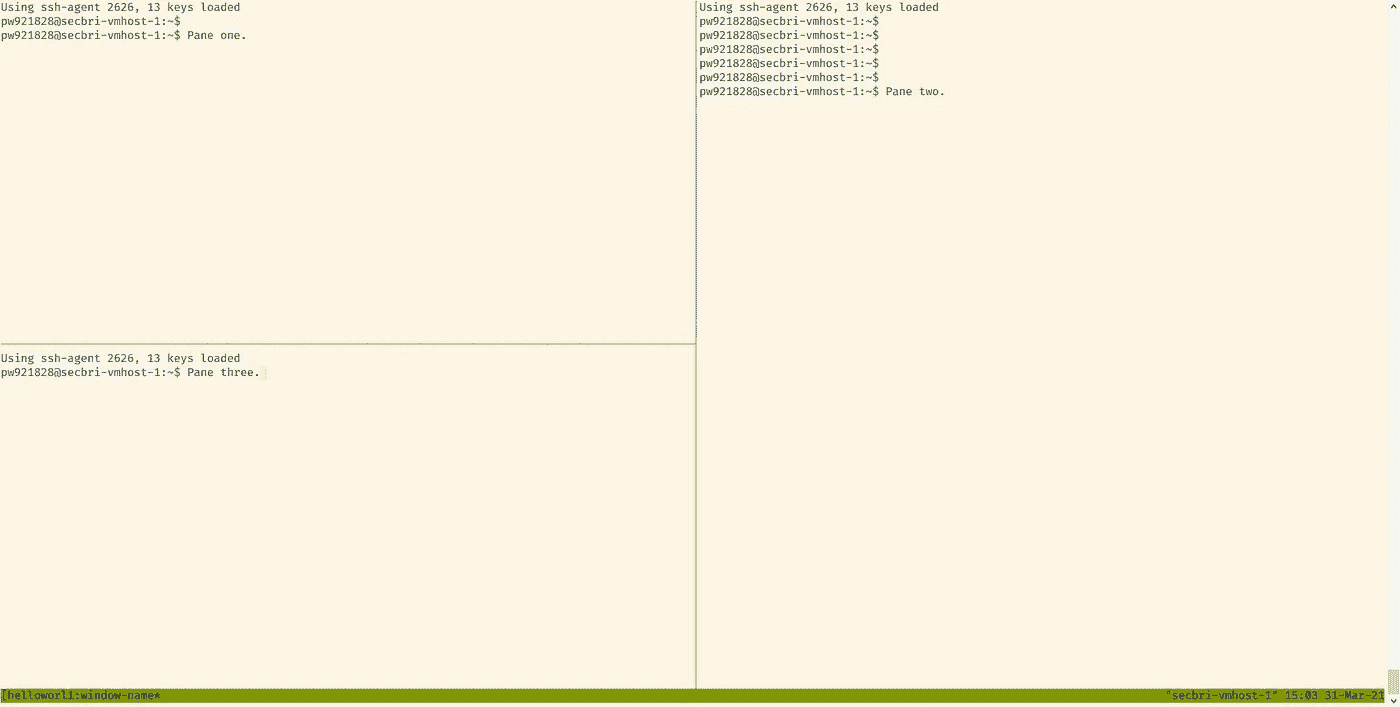 Using ssh-agent 2626, 13 keys loaded
pw921828@secbri-vmhost-1:~$
pw921828@secbri-vmhost-1:~$ Pane one.
Using ssh-agent 2626, 13 keys loaded
pw921828@secbri-vmhost-1:~$
pw921828@secbri-vmhost-1:~$
pw921828@secbri-vmhost-1:~$
pw921828@secbri-vmhost-1:~$
pw921828@secbri-vmhost-1:~$
pw921828@secbri-vmhost-1:~$ Pane two.
Using ssh-agent 2626, 13 keys loaded
pw921828@secbri-vmhost-1:~$ Pane three.
[helloworl1:window-name* "secbri-vmhost-1" 15:03 31-Mar-21